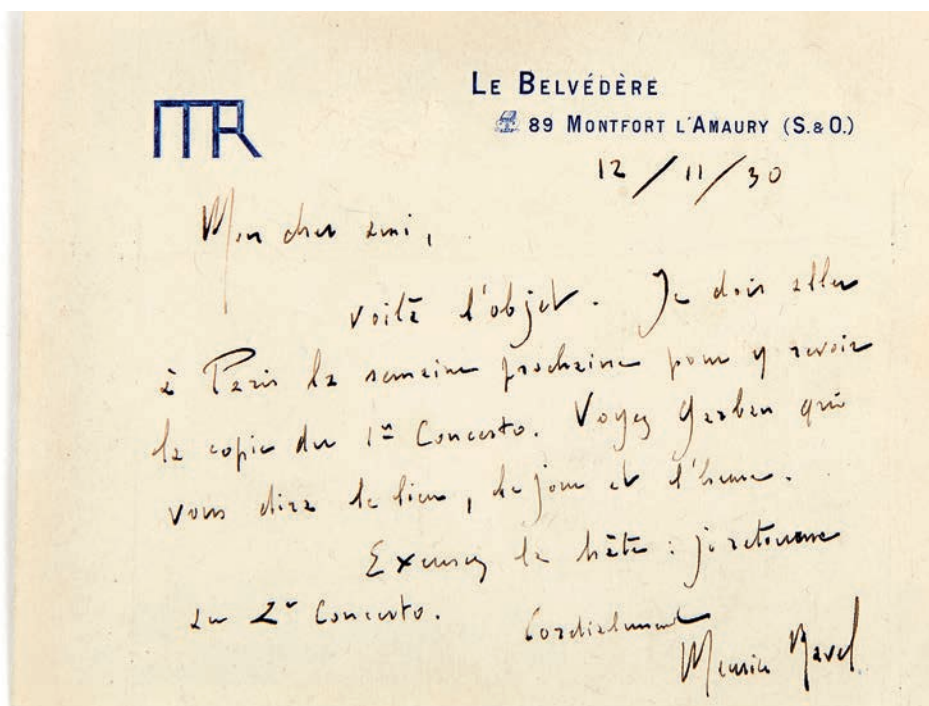 LE BELVÉDÈRE
MR
89 MONTFORT L'AMAURY (S.&O.)
12/11/30
Mon cher ami,
voilà l'objet. Je dois aller
à Paris la semaine prochaine pour y revoir
la copie du 1er Concerto. Voyez Garban qui
vous dira le lieu, le jour et l'heure.
Excusez la hâte : je retourne
au 2e Concerto.
Cordialement
Maurice Ravel